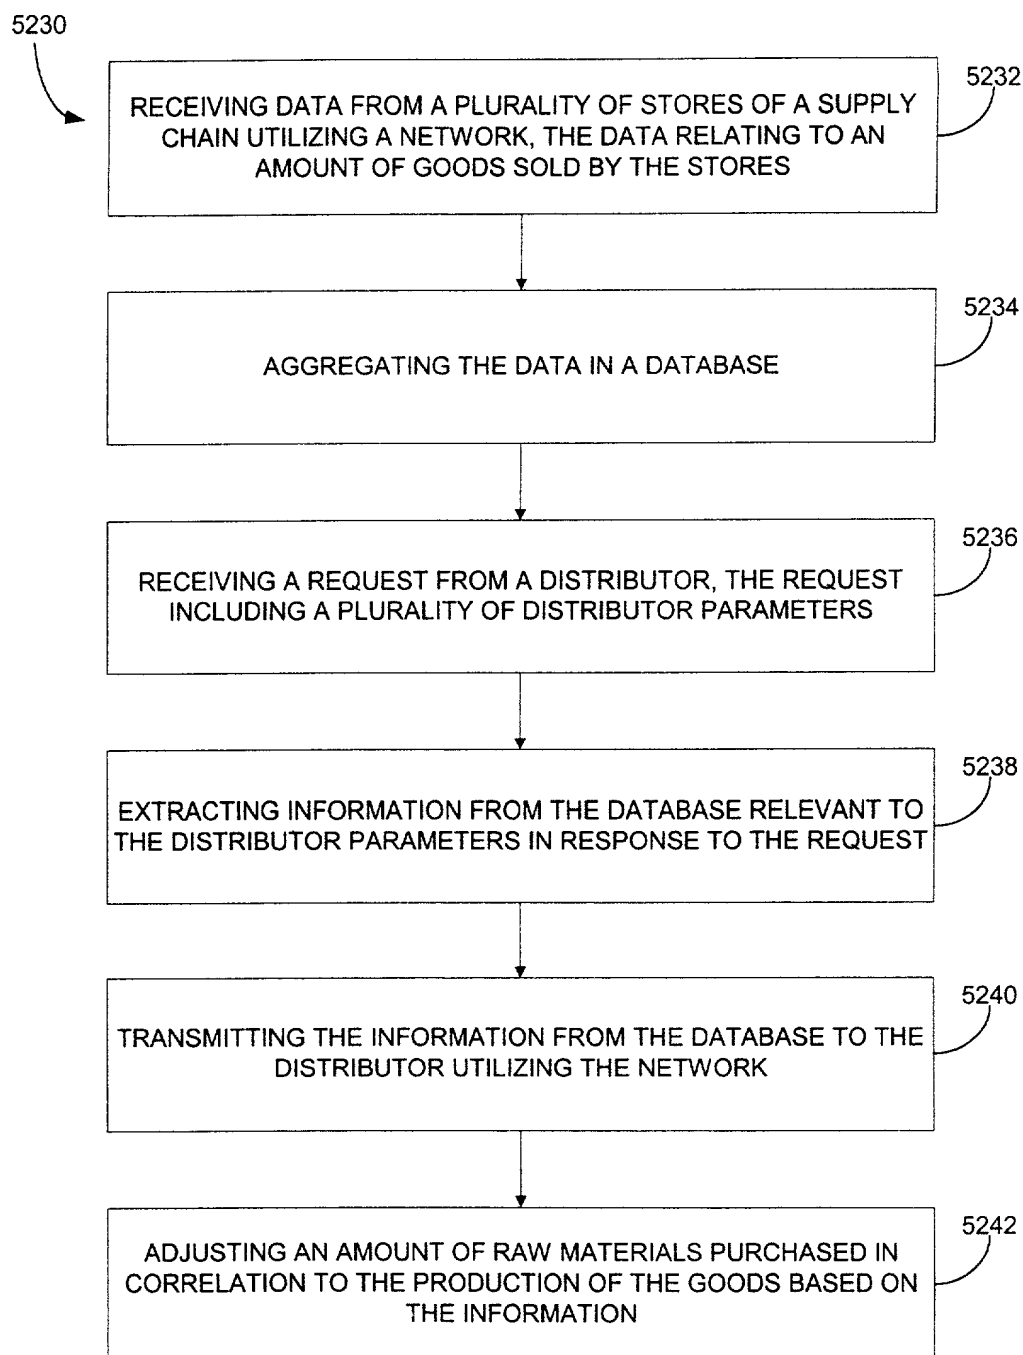 5230
5232
RECEIVING DATA FROM A PLURALITY OF STORES OF A SUPPLY
CHAIN UTILIZING A NETWORK, THE DATA RELATING TO AN
AMOUNT OF GOODS SOLD BY THE STORES
5234
AGGREGATING THE DATA IN A DATABASE
5236
RECEIVING A REQUEST FROM A DISTRIBUTOR, THE REQUEST
INCLUDING A PLURALITY OF DISTRIBUTOR PARAMETERS
5238
EXTRACTING INFORMATION FROM THE DATABASE RELEVANT TO
THE DISTRIBUTOR PARAMETERS IN RESPONSE TO THE REQUEST
5240
TRANSMITTING THE INFORMATION FROM THE DATABASE TO THE
DISTRIBUTOR UTILIZING THE NETWORK
5242
ADJUSTING AN AMOUNT OF RAW MATERIALS PURCHASED IN
CORRELATION TO THE PRODUCTION OF THE GOODS BASED ON
THE INFORMATION